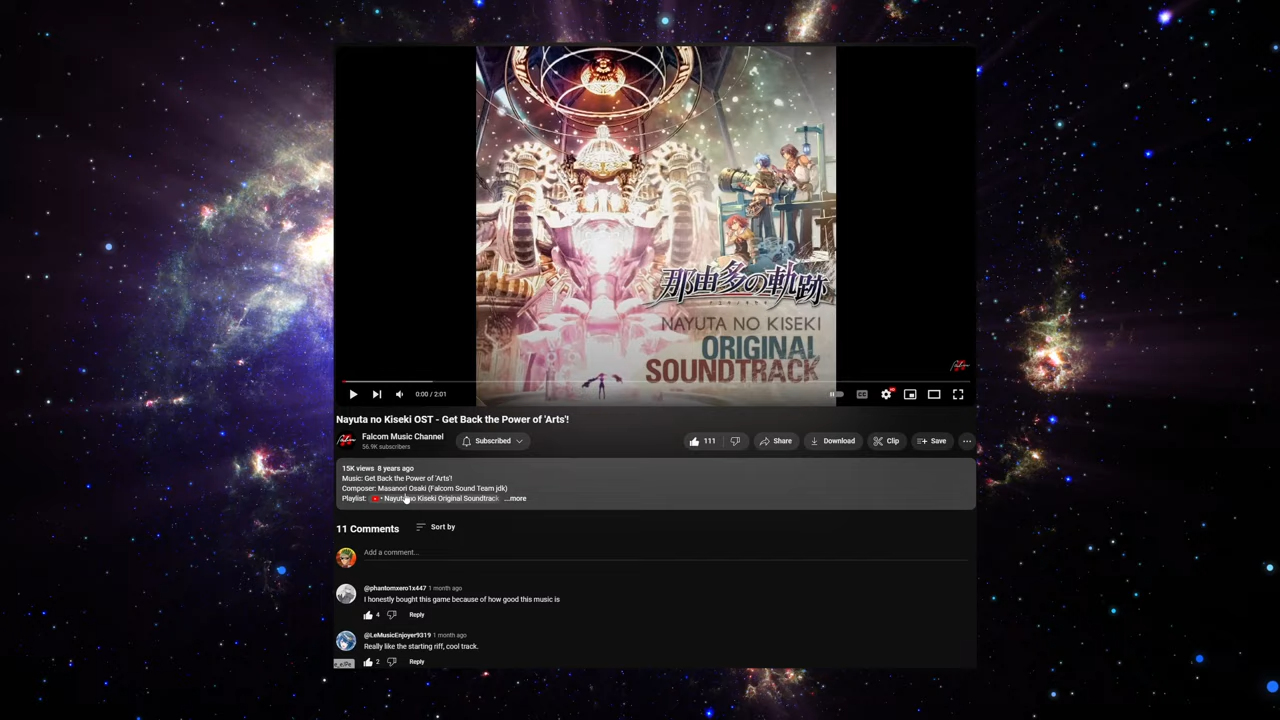 那由多の軌跡
NAYUTA NO KISEKI
ORIGINAL
SOUNDTRACK
0:00 / 2:01
Nayuta no Kiseki OST - Get Back the Power of 'Arts'!
Falcom Music Channel
56.9K subscribers
Subscribed
111
Share
Download
Clip
Save
15K views 8 years ago
Music: Get Back the Power of 'Arts'!
Composer: Masanori Osaki (Falcom Sound Team jdk)
Playlist: Nayuta no Kiseki Original Soundtrack ...more
11 Comments
Sort by
Add a comment...
@phantomxero1x447 1 month ago
I honestly bought this game because of how good this music is
4
Reply
@LeMusicEnjoyer9319 1 month ago
Really like the starting riff, cool track.
2
Reply